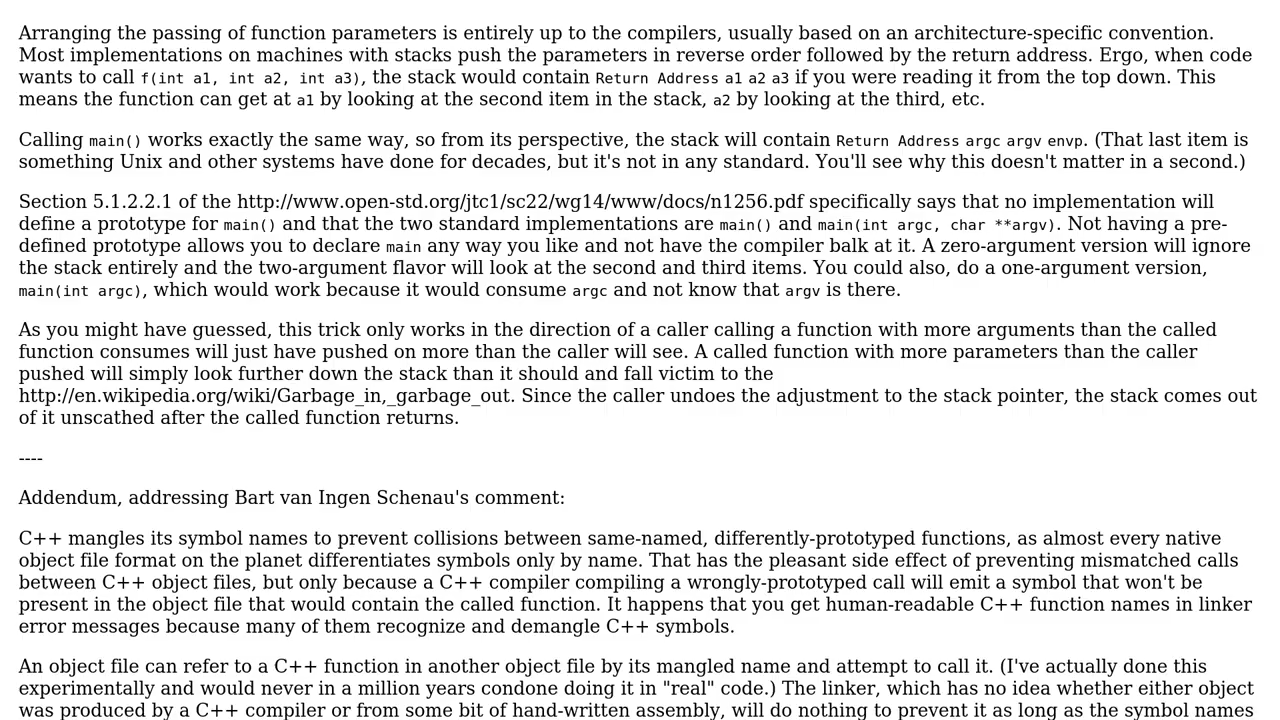 Arranging the passing of function parameters is entirely up to the compilers, usually based on an architecture-specific convention.
Most implementations on machines with stacks push the parameters in reverse order followed by the return address. Ergo, when code
wants to call f(int a1, int a2, int a3), the stack would contain Return Address a1 a2 a3 if you were reading it from the top down. This
means the function can get at a1 by looking at the second item in the stack, a2 by looking at the third, etc.
Calling main() works exactly the same way, so from its perspective, the stack will contain Return Address argc argv envp. (That last item is
something Unix and other systems have done for decades, but it's not in any standard. You'll see why this doesn't matter in a second.)
Section 5.1.2.2.1 of the http://www.open-std.org/jtc1/sc22/wg14/www/docs/n1256.pdf specifically says that no implementation will
define a prototype for main() and that the two standard implementations are main() and main(int argc, char **argv). Not having a pre-
defined prototype allows you to declare main any way you like and not have the compiler balk at it. A zero-argument version will ignore
the stack entirely and the two-argument flavor will look at the second and third items. You could also, do a one-argument version,
main(int argc), which would work because it would consume argc and not know that argv is there.
As you might have guessed, this trick only works in the direction of a caller calling a function with more arguments than the called
function consumes will just have pushed on more than the caller will see. A called function with more parameters than the caller
pushed will simply look further down the stack than it should and fall victim to the
http://en.wikipedia.org/wiki/Garbage_in,_garbage_out. Since the caller undoes the adjustment to the stack pointer, the stack comes out
of it unscathed after the called function returns.
----
Addendum, addressing Bart van Ingen Schenau's comment:
C++ mangles its symbol names to prevent collisions between same-named, differently-prototyped functions, as almost every native
object file format on the planet differentiates symbols only by name. That has the pleasant side effect of preventing mismatched calls
between C++ object files, but only because a C++ compiler compiling a wrongly-prototyped call will emit a symbol that won't be
present in the object file that would contain the called function. It happens that you get human-readable C++ function names in linker
error messages because many of them recognize and demangle C++ symbols.
An object file can refer to a C++ function in another object file by its mangled name and attempt to call it. (I've actually done this
experimentally and would never in a million years condone doing it in "real" code.) The linker, which has no idea whether either object
was produced by a C++ compiler or from some bit of hand-written assembly, will do nothing to prevent it as long as the symbol names